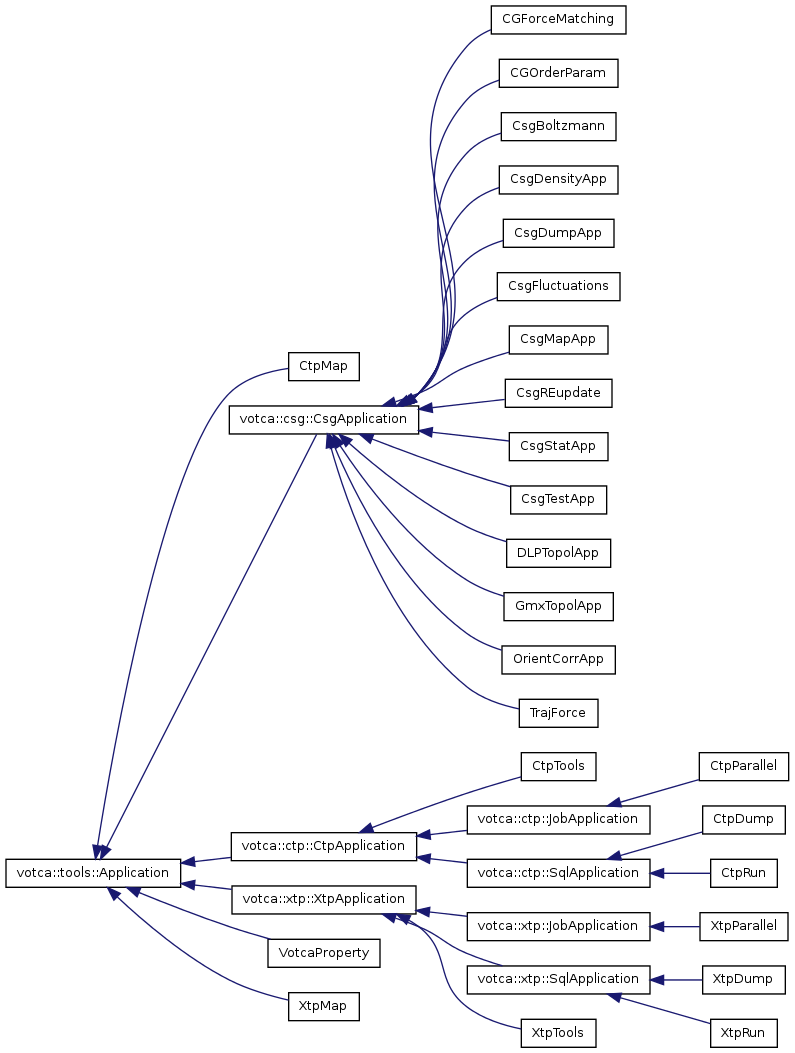 CGForceMatching
CGOrderParam
CsgBoltzmann
CsgDensityApp
CsgDumpApp
CsgFluctuations
CsgMapApp
CtpMap
CsgREupdate
votca::csg::CsgApplication
CsgStatApp
CsgTestApp
DLPTopolApp
GmxTopolApp
OrientCorrApp
TrajForce
CtpTools
CtpParallel
votca::ctp::JobApplication
CtpDump
votca::ctp::CtpApplication
votca::tools::Application
votca::ctp::SqlApplication
CtpRun
votca::xtp::XtpApplication
votca::xtp::JobApplication
XtpParallel
VotcaProperty
votca::xtp::SqlApplication
XtpDump
XtpMap
XtpTools
XtpRun